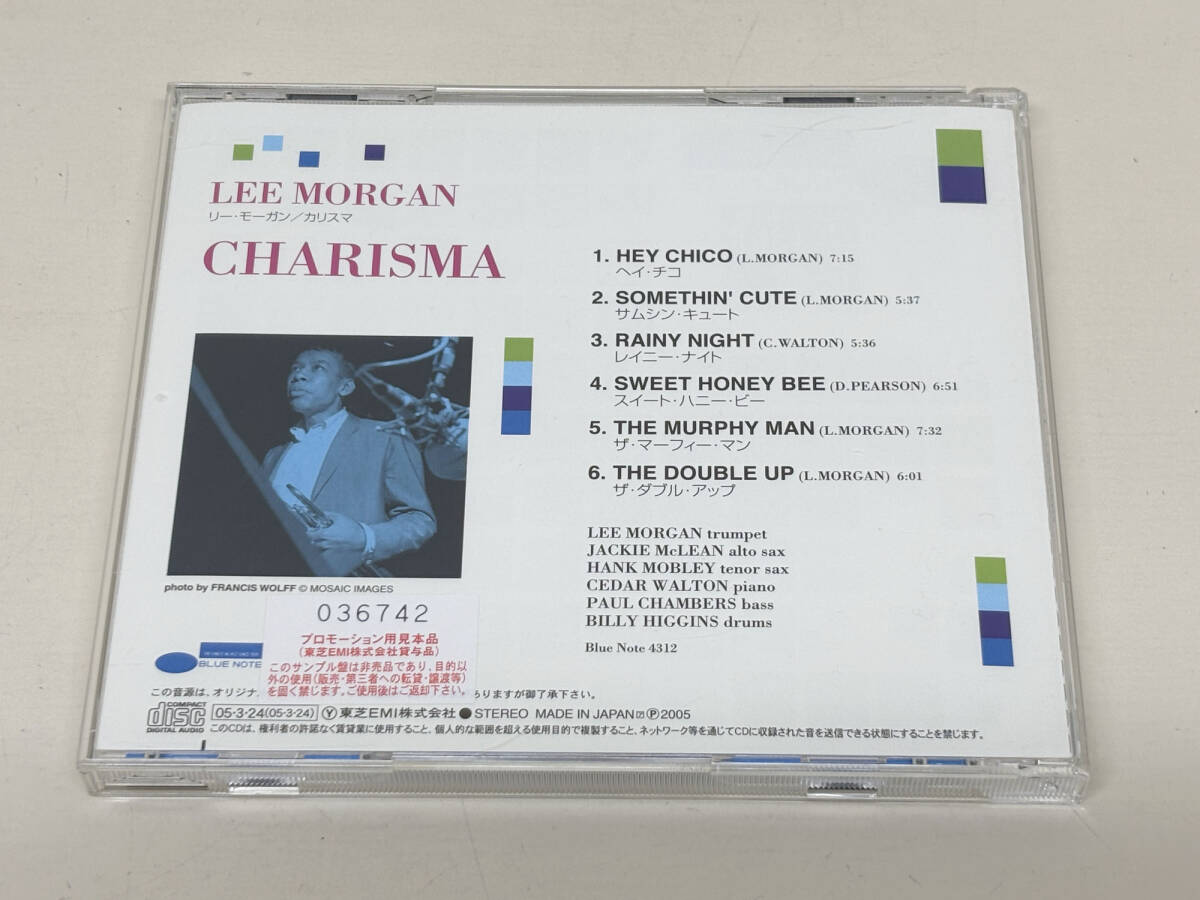 LEE MORGAN
リー・モーガン/カリスマ
CHARISMA
1. HEY CHICO (L.MORGAN) 7:15
ヘイ・チコ
2. SOMETHIN' CUTE (L.MORGAN) 5:37
サムシン・キュート
3. RAINY NIGHT (C.WALTON) 5:36
レイニー・ナイト
4. SWEET HONEY BEE (D.PEARSON) 6:51
スイート・ハニー・ビー
5. THE MURPHY MAN (L.MORGAN) 7:32
ザ・マーフィー・マン
6. THE DOUBLE UP (L.MORGAN) 6:01
ザ・ダブル・アップ
LEE MORGAN trumpet
JACKIE McLEAN alto sax
HANK MOBLEY tenor sax
CEDAR WALTON piano
PAUL CHAMBERS bass
BILLY HIGGINS drums
Blue Note 4312
photo by FRANCIS WOLFF © MOSAIC IMAGES
036742
プロモーション用見本品
(東芝EMI株式会社貸与品)
このサンプル盤は非売品であり、目的以
外の使用(販売・第三者への転貸・譲渡等)
を固く禁じます。ご使用後はご返却下さい。
BLUE NOTE
この音源は、オリジナ
ありますが御了承下さい。
COMPACT disc DIGITAL AUDIO
05·3·24(05·3·24) Ⓨ東芝EMI株式会社 ●STEREO MADE IN JAPAN Ⓟ2005
このCDは、権利者の許諾なく賃貸業に使用すること、個人的な範囲を超える使用目的で複製すること、ネットワーク等を通じてCDに収録された音を送信できる状態にすることを禁じます。